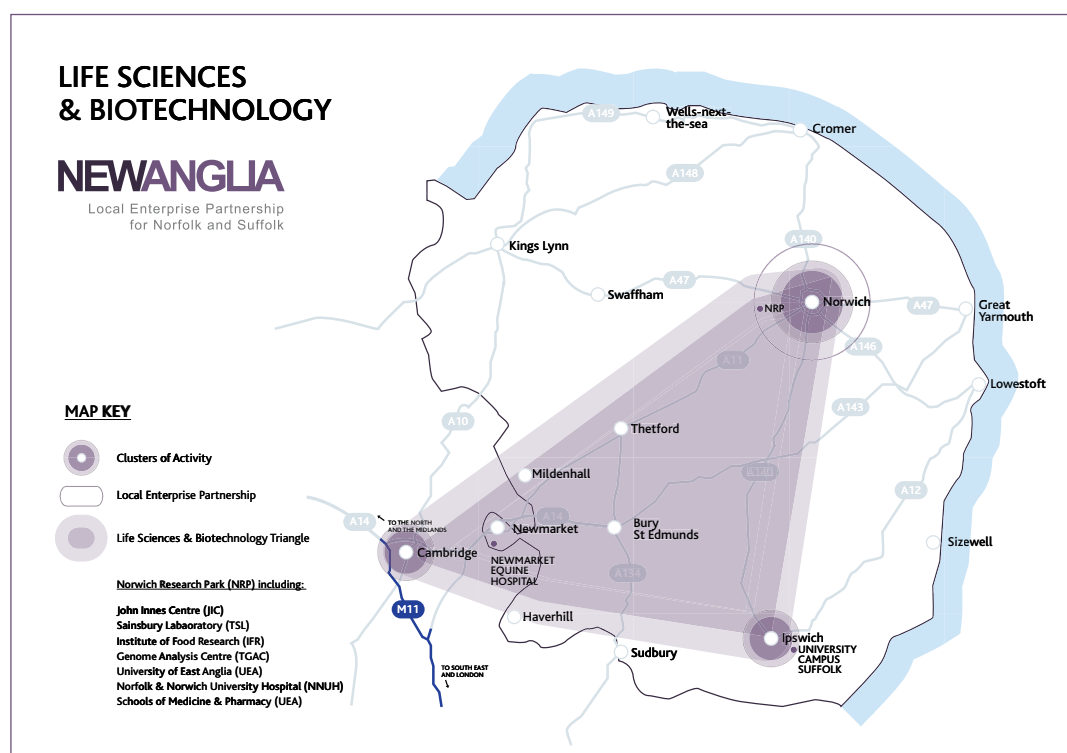 LIFE SCIENCES
& BIOTECHNOLOGY
NEWANGLIA
Local Enterprise Partnership
for Norfolk and Suffolk
A149
Wells-next-
the-sea
Cromer
A148
Kings Lynn
A140
Swaffham
A47
Norwich
NRP
A47
Great
Yarmouth
A146
A11
Lowestoft
A143
MAP KEY
A10
Thetford
Clusters of Activity
Mildenhall
Local Enterprise Partnership
A12
A14
TO THE NORTH
AND THE MIDLANDS
A14
Newmarket
Bury
St Edmunds
Life Sciences & Biotechnology Triangle
Sizewell
Cambridge
NEWMARKET
EQUINE
HOSPITAL
A134
Norwich Research Park (NRP) including:
John Innes Centre (JIC)
Sainsbury Labaoratory (TSL)
Institute of Food Research (IFR)
Genome Analysis Centre (TGAC)
University of East Anglia (UEA)
Norfolk & Norwich University Hospital (NNUH)
Schools of Medicine & Pharmacy (UEA)
M11
Haverhill
Ipswich
UNIVERSITY
CAMPUS
SUFFOLK
Sudbury
TO SOUTH EAST
AND LONDON